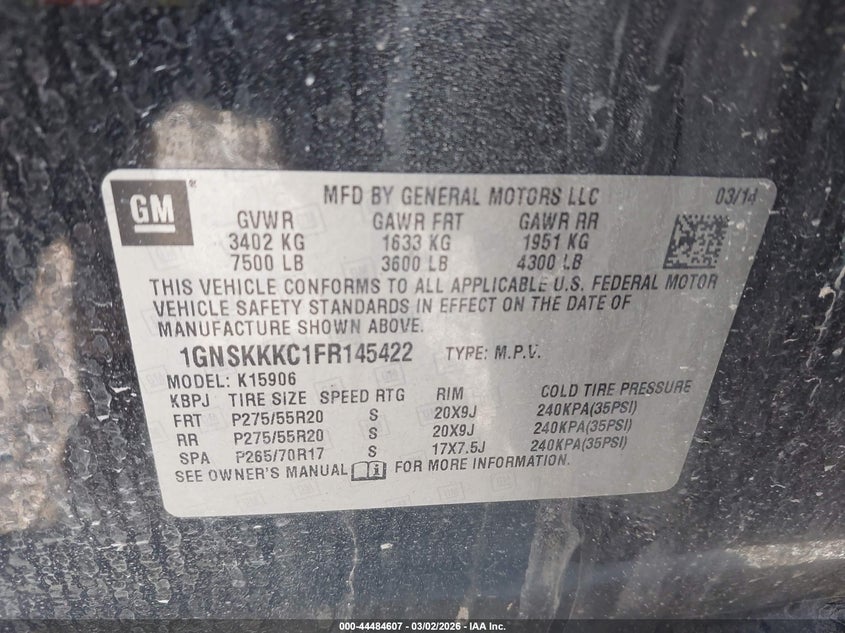 GM ®
MFD BY GENERAL MOTORS LLC 03/14
GVWR GAWR FRT GAWR RR
3402 KG 1633 KG 1951 KG
7500 LB 3600 LB 4300 LB
THIS VEHICLE CONFORMS TO ALL APPLICABLE U.S. FEDERAL MOTOR
VEHICLE SAFETY STANDARDS IN EFFECT ON THE DATE OF
MANUFACTURE SHOWN ABOVE.
1GNSKKKC1FR145422 TYPE: M.P.V.
MODEL: K15906
KBPJ TIRE SIZE SPEED RTG RIM COLD TIRE PRESSURE
FRT P275/55R20 S 20X9J 240KPA(35PSI)
RR P275/55R20 S 20X9J 240KPA(35PSI)
SPA P265/70R17 S 17X7.5J 240KPA(35PSI)
SEE OWNER'S MANUAL FOR MORE INFORMATION.
000-44484607 - 03/02/2026 - IAA Inc.